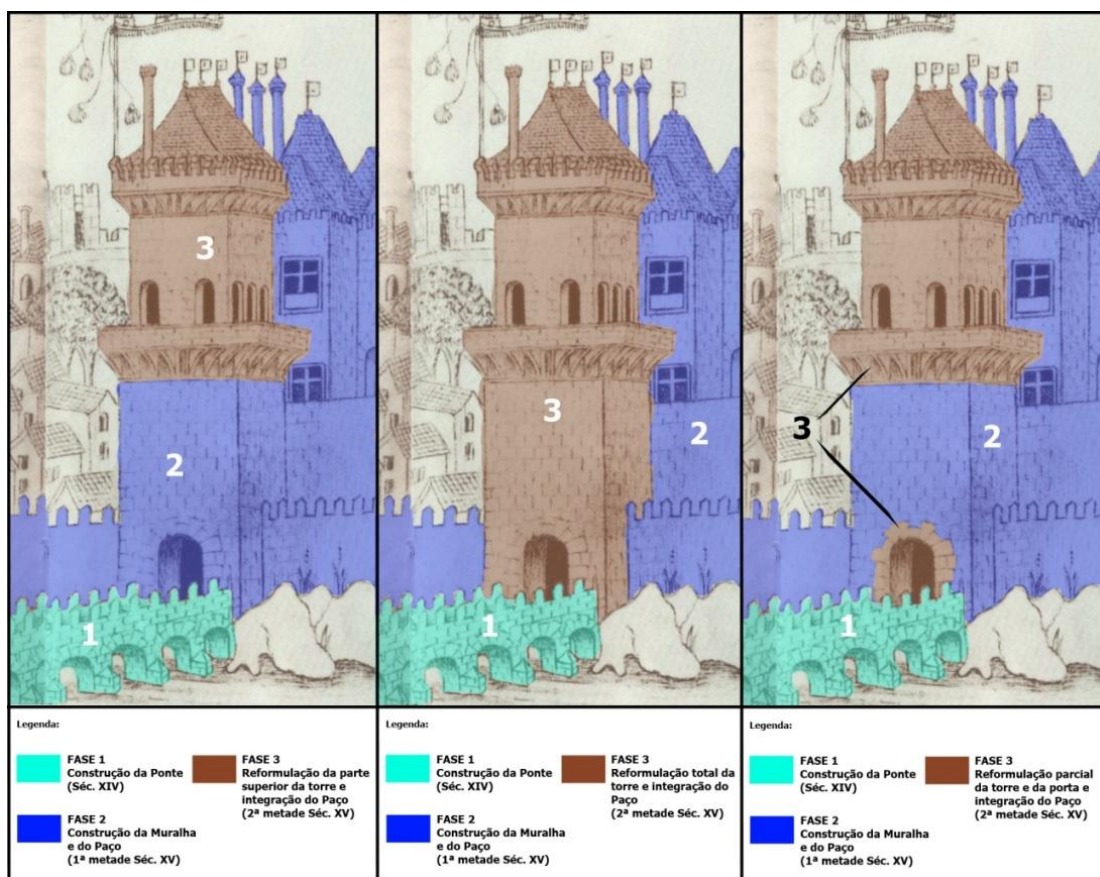 3
2
1
3
2
1
3
2
1
Legenda:
FASE 1
Construção da Ponte
(Séc. XIV)
FASE 2
Construção da Muralha
e do Paço
(1ª metade Séc. XV)
FASE 3
Reformulação da parte
superior da torre e
integração do Paço
(2ª metade Séc. XV)
Legenda:
FASE 1
Construção da Ponte
(Séc. XIV)
FASE 2
Construção da Muralha
e do Paço
(1ª metade Séc. XV)
FASE 3
Reformulação total da
torre e integração do
Paço
(2ª metade Séc. XV)
Legenda:
FASE 1
Construção da Ponte
(Séc. XIV)
FASE 2
Construção da Muralha
e do Paço
(1ª metade Séc. XV)
FASE 3
Reformulação parcial
da torre e da porta e
integração do Paço
(2ª metade Séc. XV)